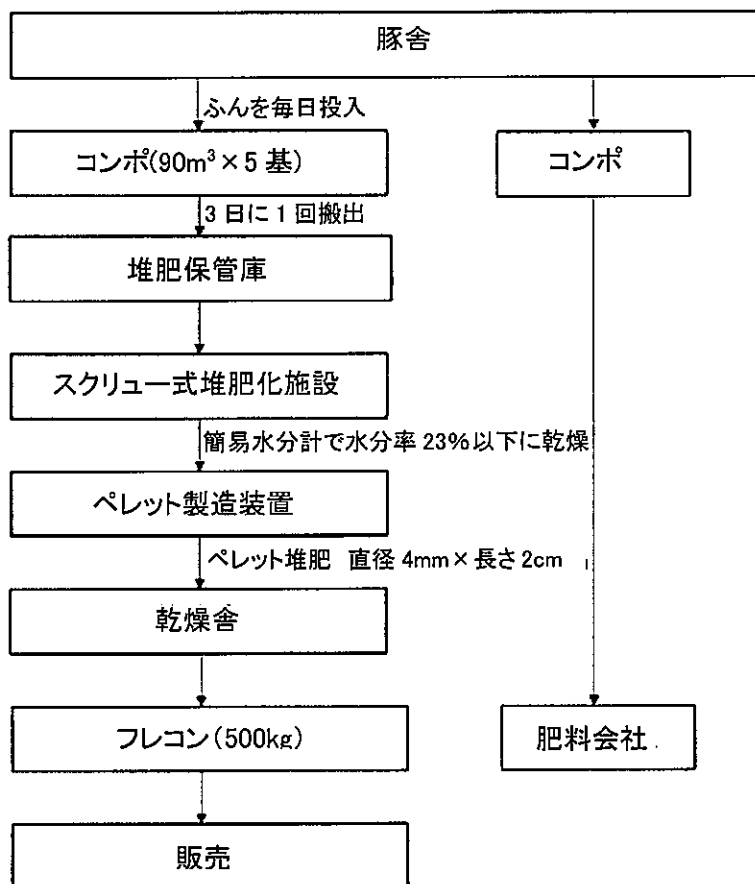 豚舎
ふんを毎日投入
コンポ(90m³×5基)
コンポ
3日に1回搬出
堆肥保管庫
スクリュー式堆肥化施設
簡易水分計で水分率23%以下に乾燥
ペレット製造装置
ペレット堆肥 直径4mm×長さ2cm
乾燥舎
フレコン(500kg)
肥料会社
販売